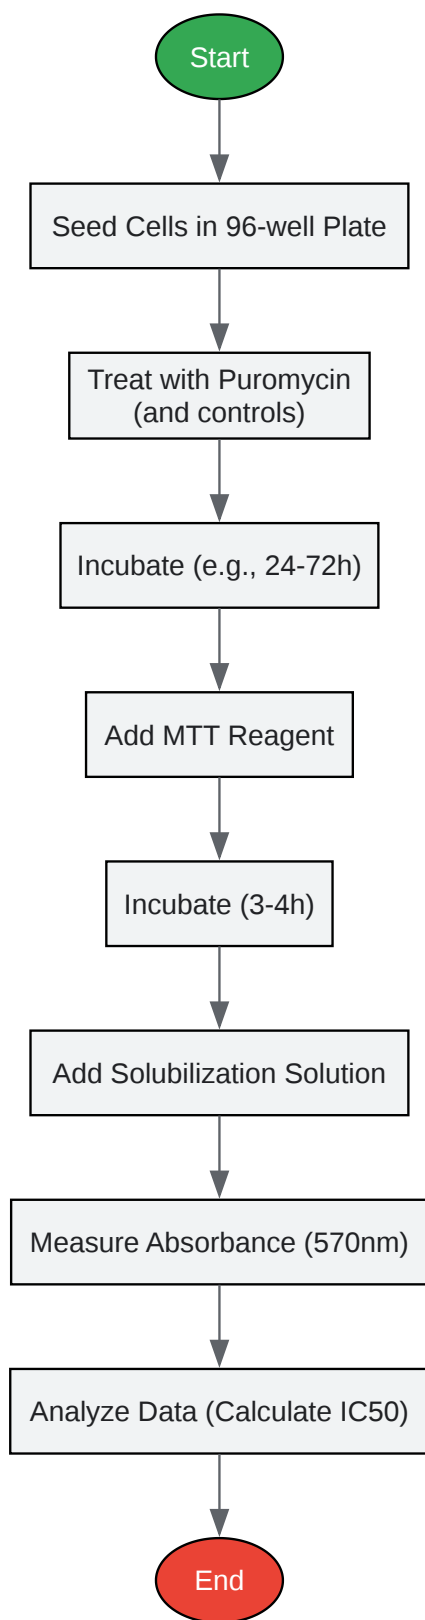 Start
Seed Cells in 96-well Plate
Treat with Puromycin
(and controls)
Incubate (e.g., 24-72h)
Add MTT Reagent
Incubate (3-4h)
Add Solubilization Solution
Measure Absorbance (570nm)
Analyze Data (Calculate IC50)
End